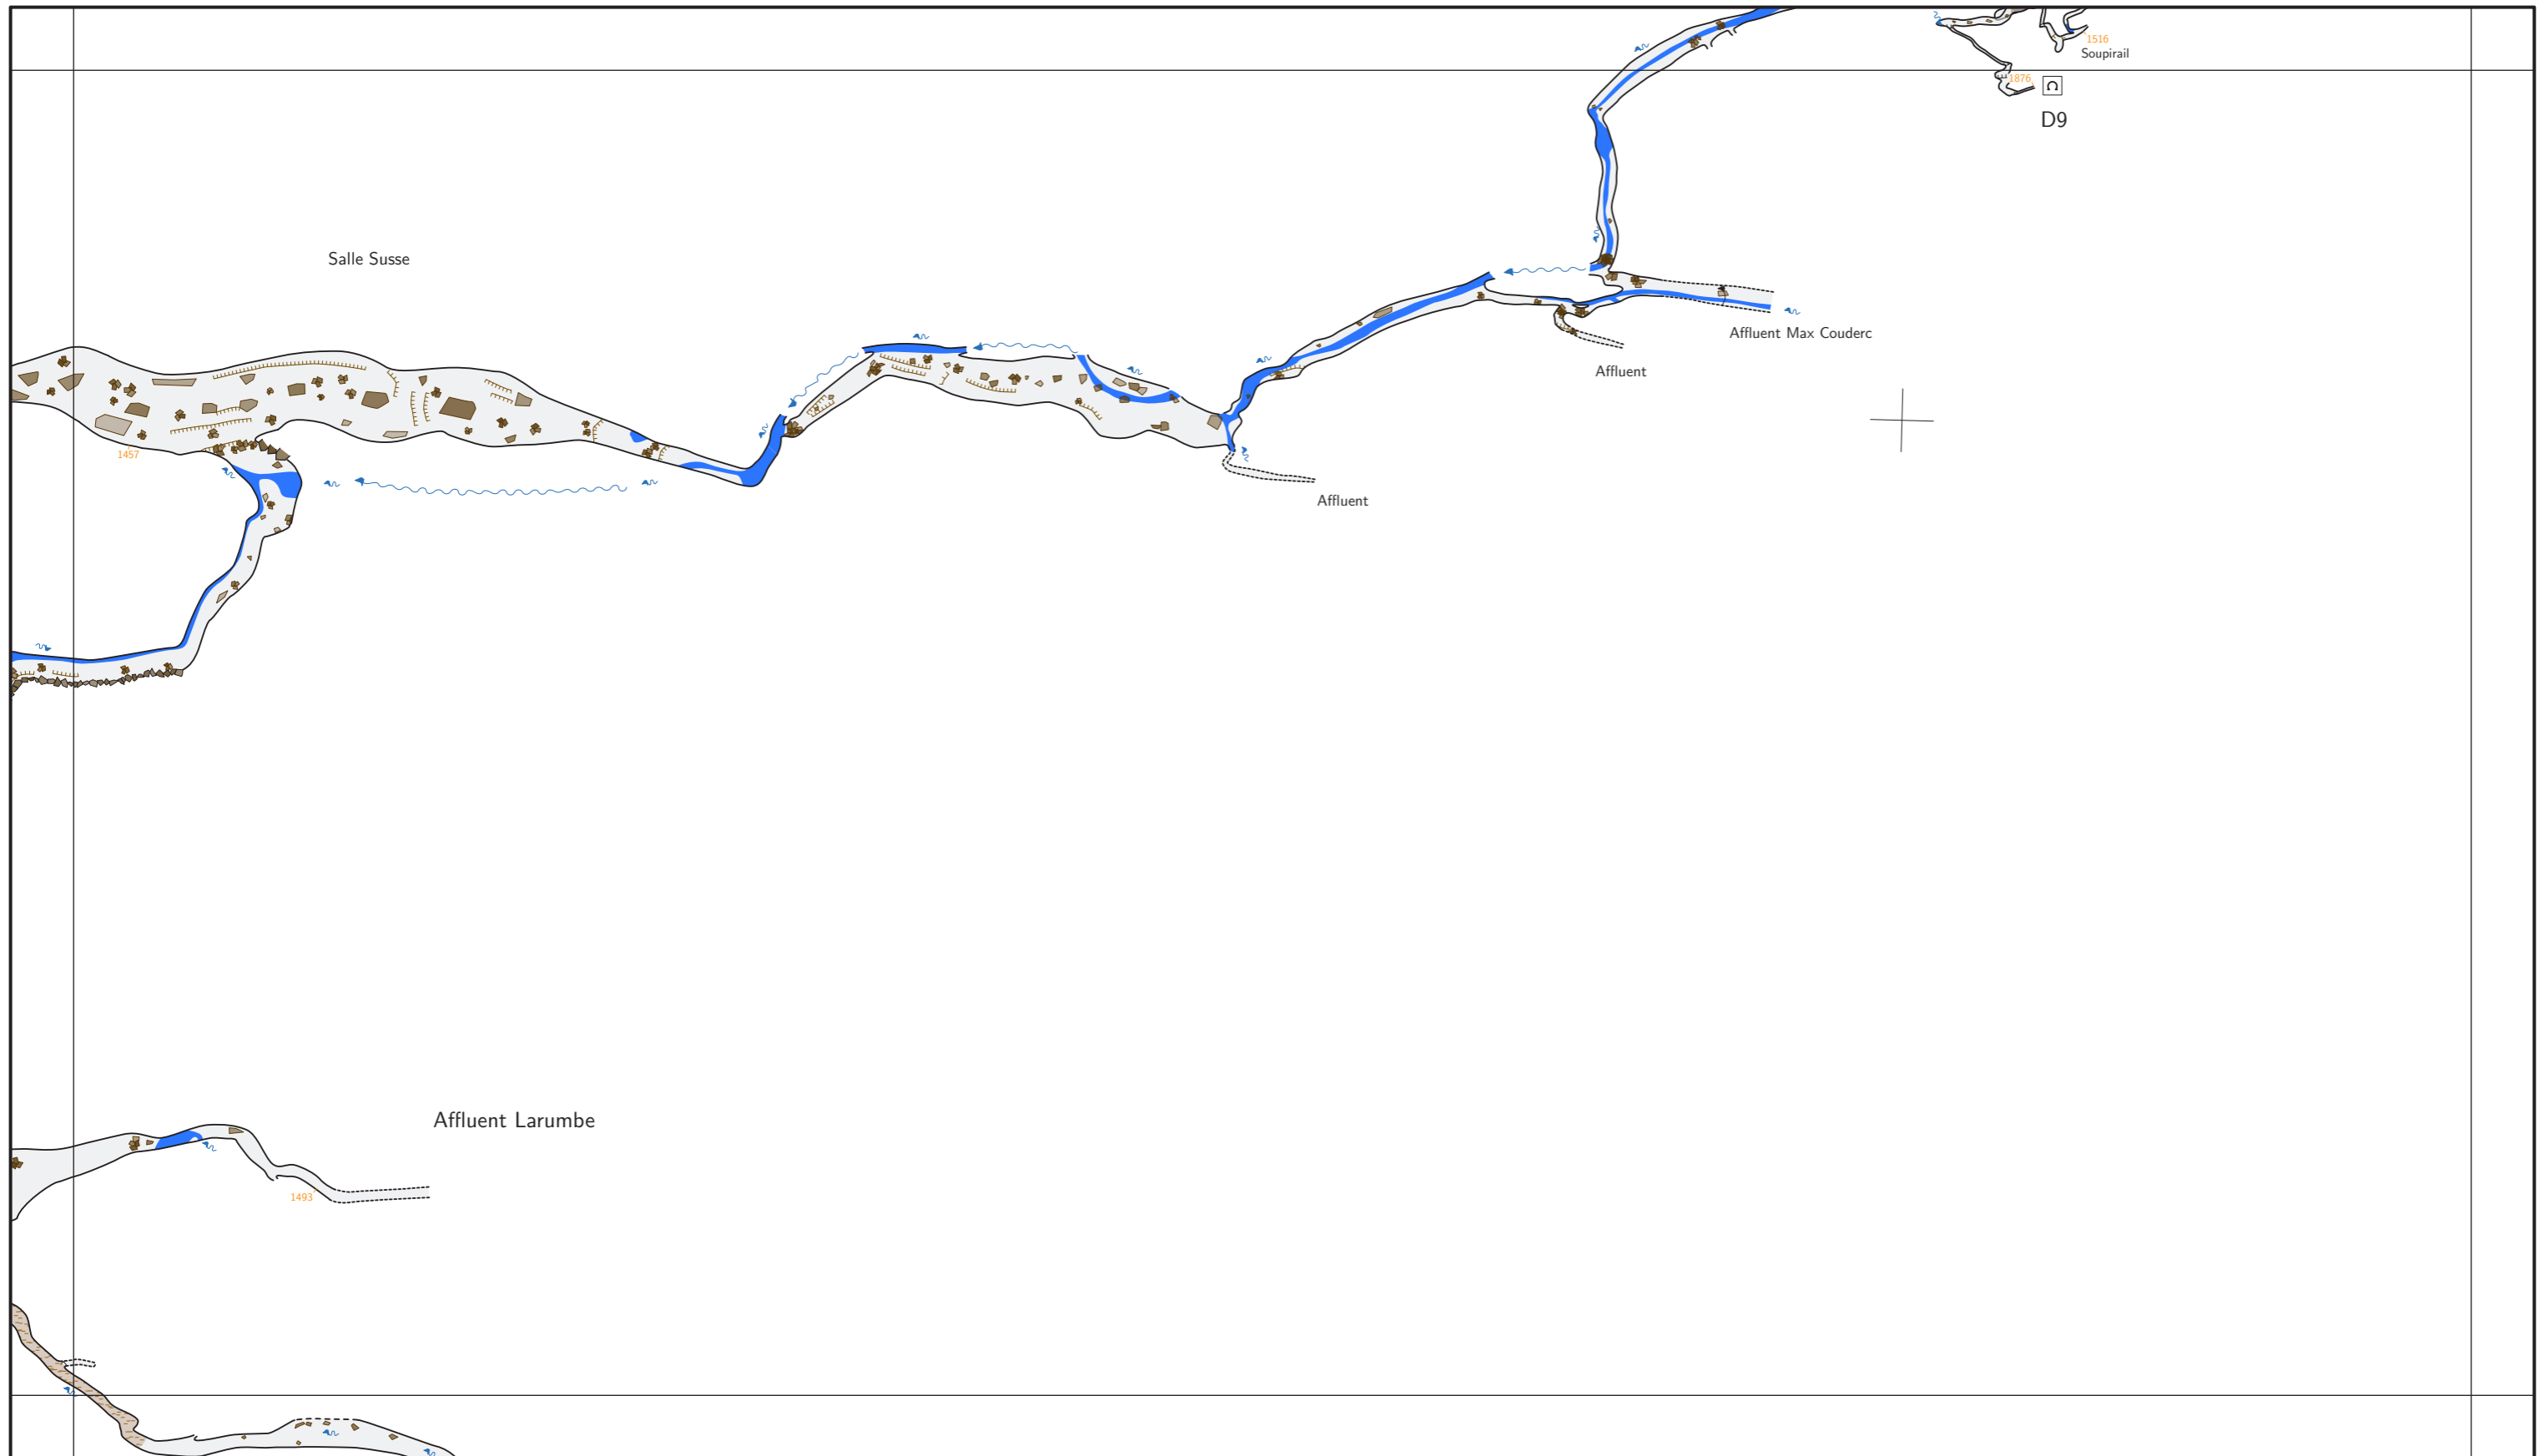 1516
Soupirail
1876
D9
Salle Susse
Affluent Max Couderc
Affluent
1457
Affluent
Affluent Larumbe
1493